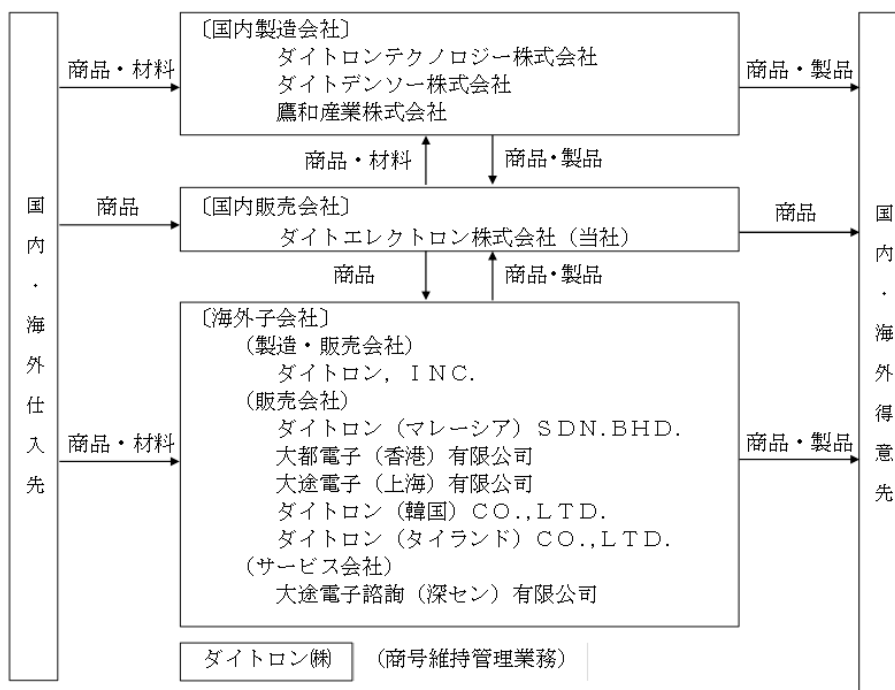 〔国内製造会社〕
ダイトロンテクノロジー株式会社
ダイトデンソー株式会社
鷹和産業株式会社
商品・材料
商品・製品
商品・材料
商品・製品
国内・海外仕入先
商品
〔国内販売会社〕
ダイトエレクトロン株式会社（当社）
商品
国内・海外得意先
商品
商品・製品
〔海外子会社〕
（製造・販売会社）
ダイトロン，ＩＮＣ.
（販売会社）
ダイトロン（マレーシア）ＳＤＮ.ＢＨＤ.
大都電子（香港）有限公司
大途電子（上海）有限公司
ダイトロン（韓国）ＣＯ.,ＬＴＤ.
ダイトロン（タイランド）ＣＯ.,ＬＴＤ.
（サービス会社）
大途電子諮詢（深セン）有限公司
商品・材料
商品・製品
ダイトロン㈱　（商号維持管理業務）